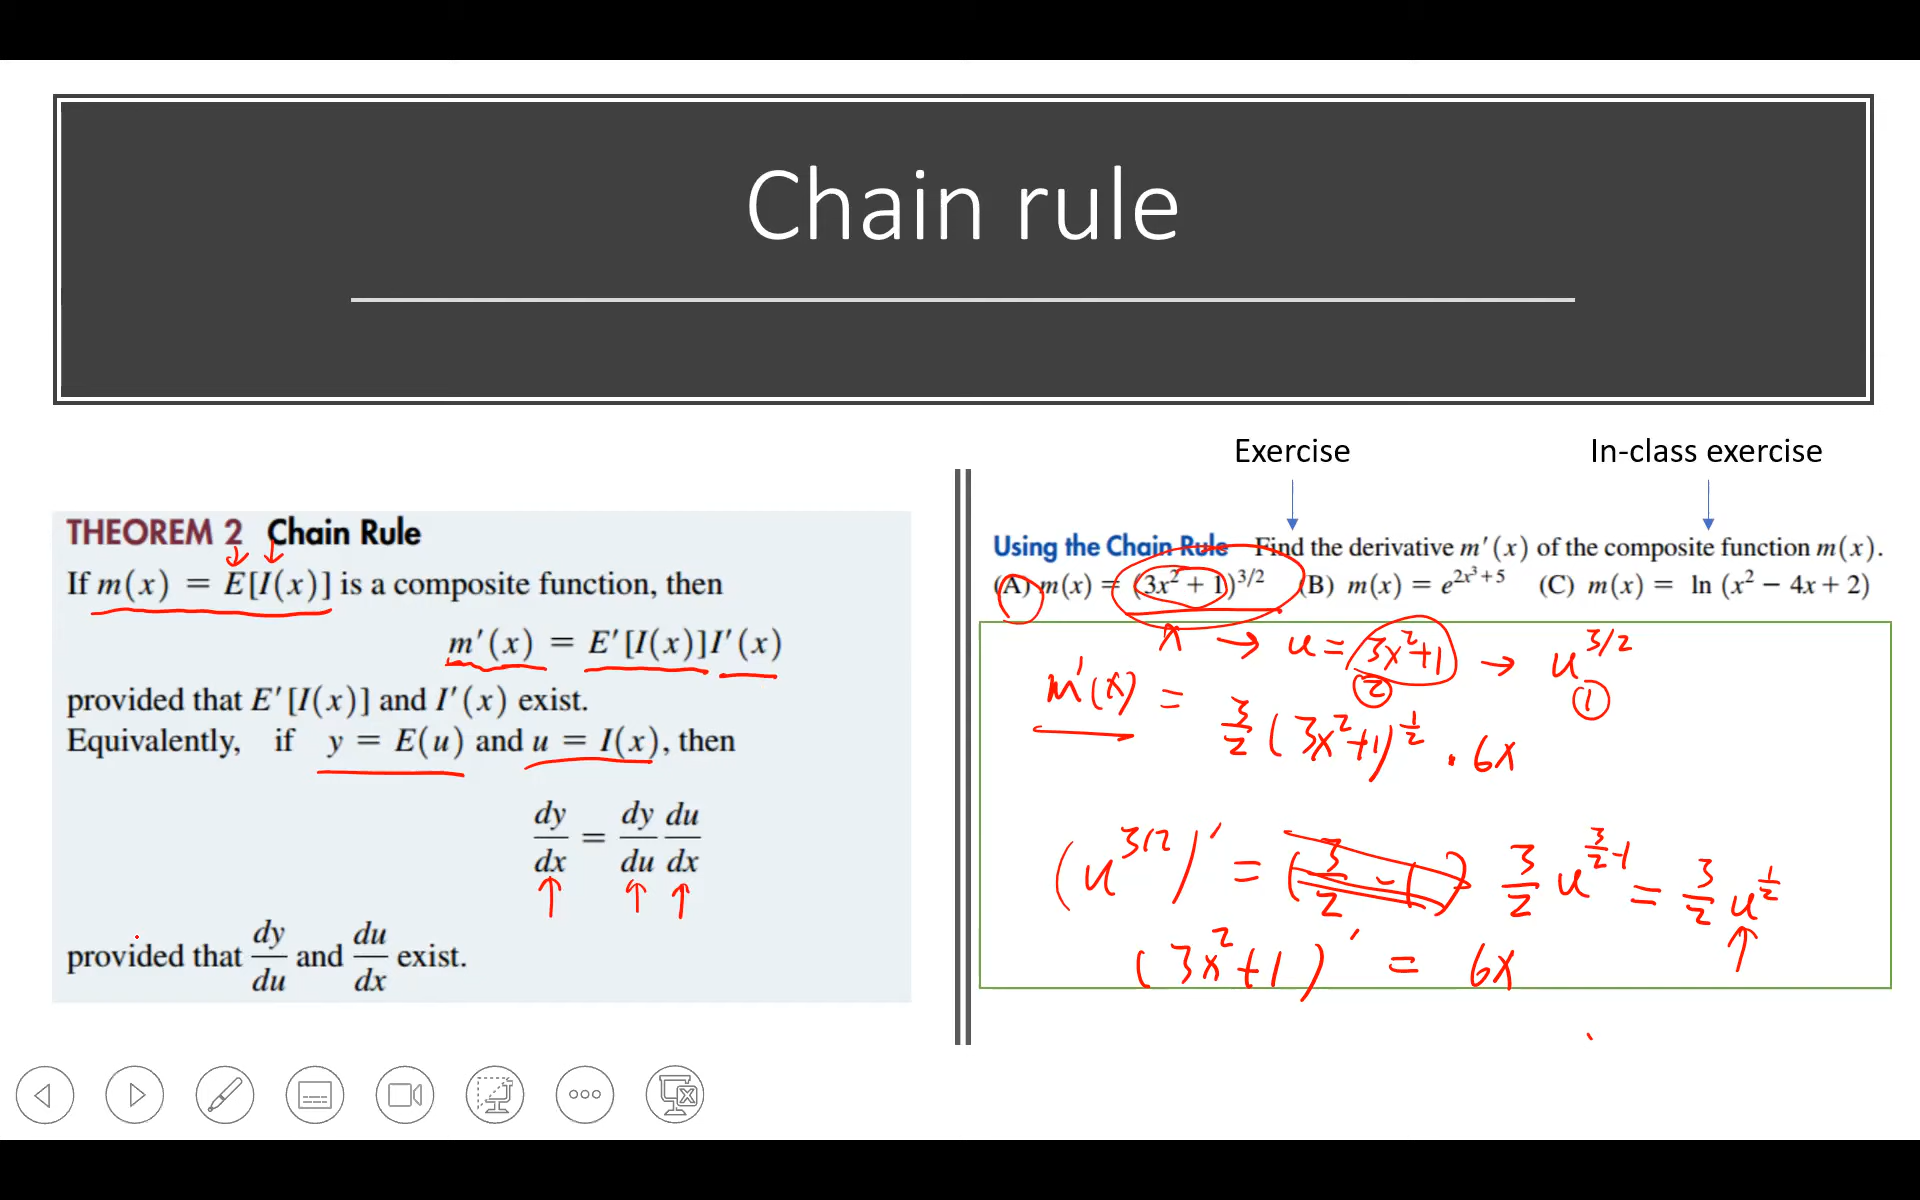 Chain rule
THEOREM 2 Chain Rule
If m(x) = E[I(x)] is a composite function, then
m′(x) = E′[I(x)]I′(x)
provided that E′[I(x)] and I′(x) exist.
Equivalently, if y = E(u) and u = I(x), then
dy/dx = dy/du du/dx
provided that dy/du and du/dx exist.
Exercise
In-class exercise
Using the Chain Rule Find the derivative m′(x) of the composite function m(x).
(A) m(x) = (3x² + 1)^3/2 (B) m(x) = e^(2x³+5) (C) m(x) = ln (x² − 4x + 2)
x → u = 3x²+1 → u^3/2
② ①
m′(x) = 3/2 (3x²+1)^1/2 · 6x
(u^3/2)′ = (3/2 - 1) 3/2 u^(3/2-1) = 3/2 u^1/2
(3x²+1)′ = 6x